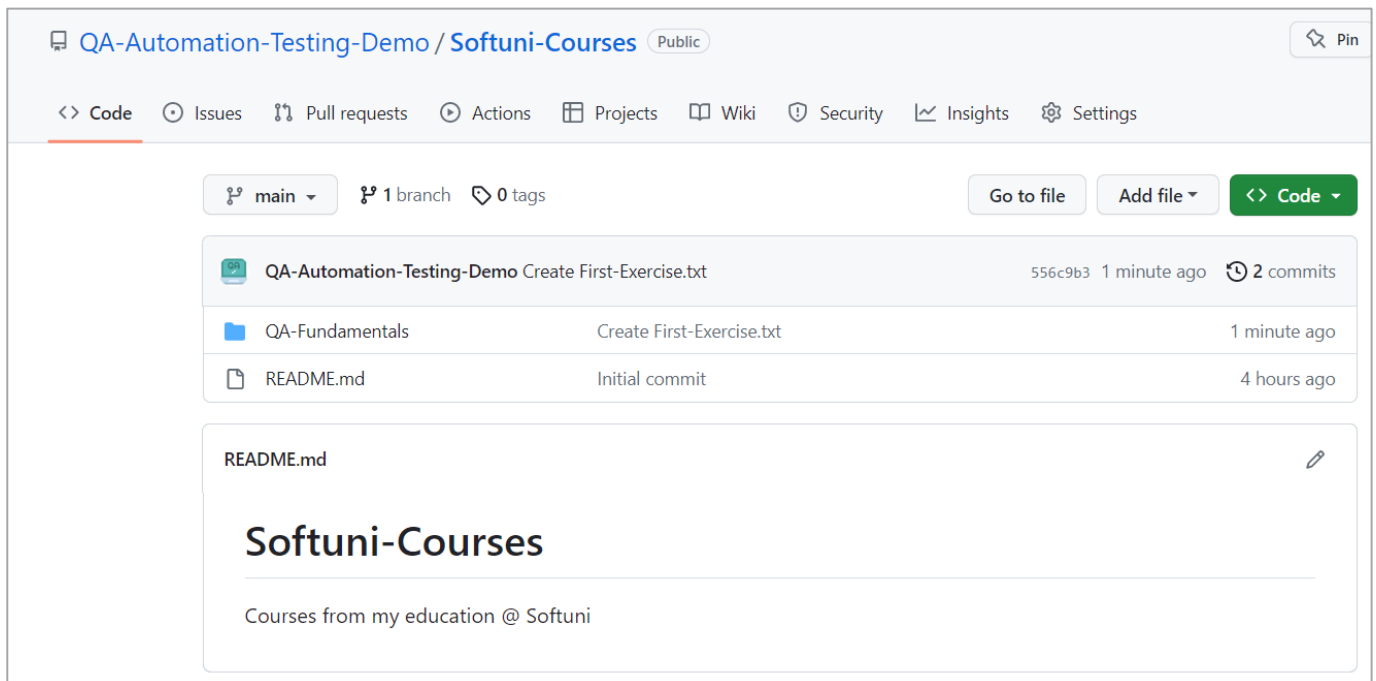 QA-Automation-Testing-Demo / Softuni-Courses Public Pin
<> Code Issues Pull requests Actions Projects Wiki Security Insights Settings
main 1 branch 0 tags Go to file Add file <> Code
QA QA-Automation-Testing-Demo Create First-Exercise.txt 556c9b3 1 minute ago 2 commits
QA-Fundamentals Create First-Exercise.txt 1 minute ago
README.md Initial commit 4 hours ago
README.md
Softuni-Courses
Courses from my education @ Softuni